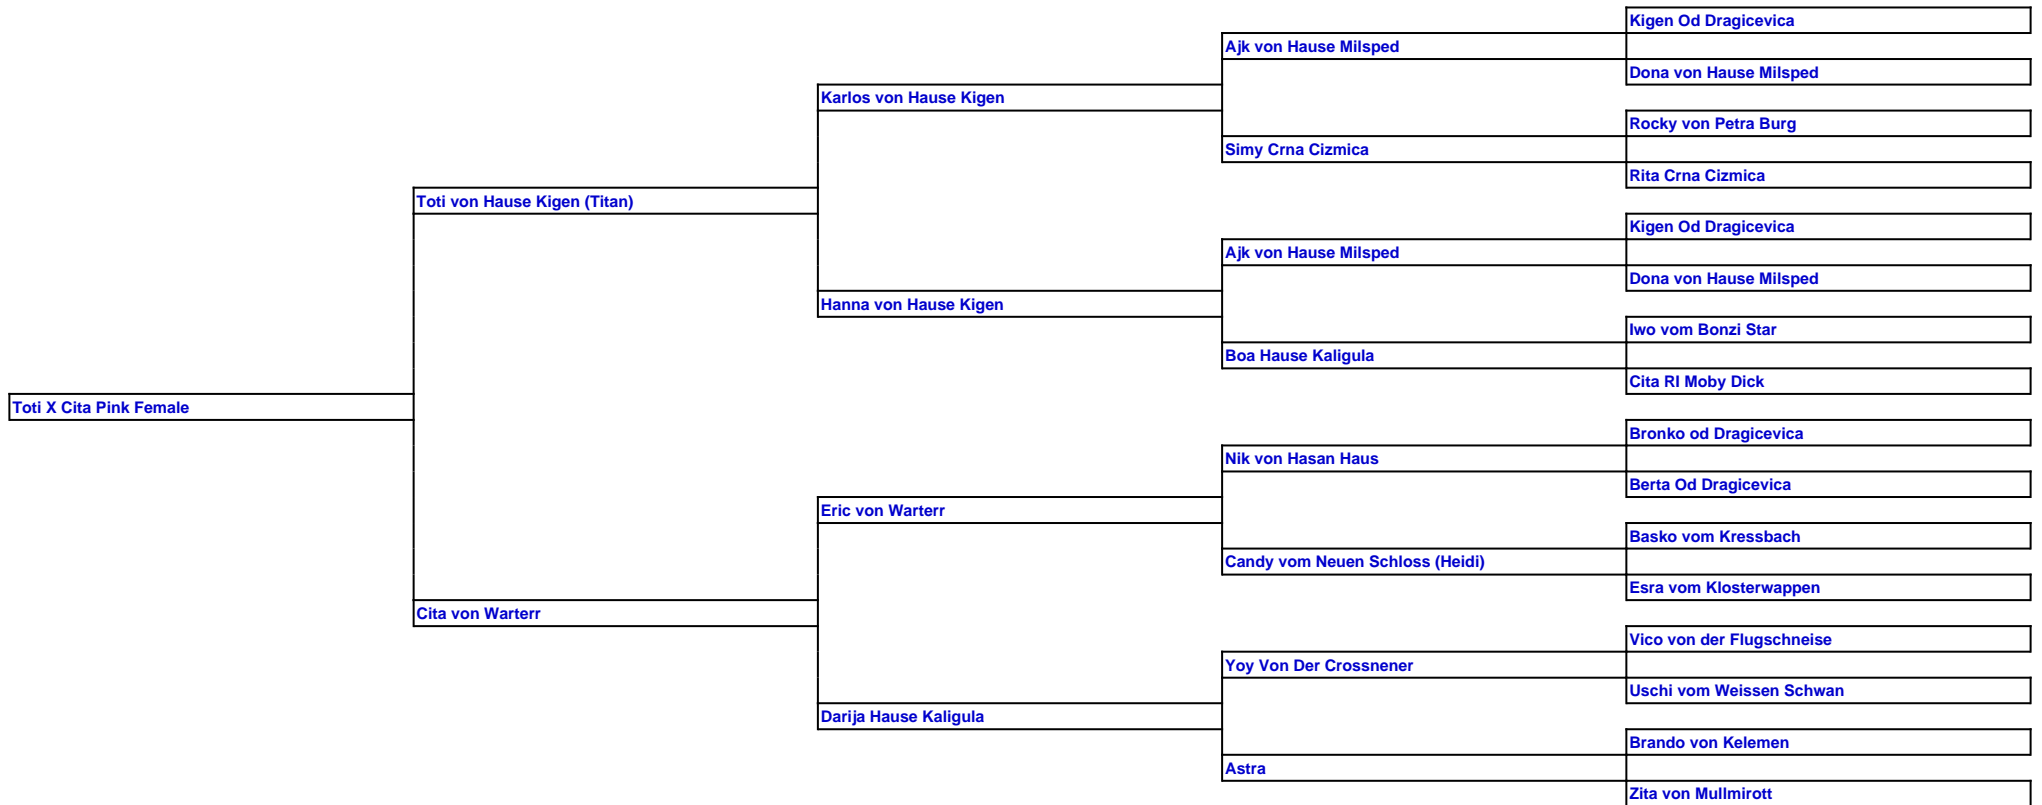 Kigen Od Dragicevica
Ajk von Hause Milsped
Dona von Hause Milsped
Karlos von Hause Kigen
Rocky von Petra Burg
Simy Crna Cizmica
Rita Crna Cizmica
Toti von Hause Kigen (Titan)
Kigen Od Dragicevica
Ajk von Hause Milsped
Dona von Hause Milsped
Hanna von Hause Kigen
Iwo vom Bonzi Star
Boa Hause Kaligula
Cita RI Moby Dick
Toti X Cita Pink Female
Bronko od Dragicevica
Nik von Hasan Haus
Berta Od Dragicevica
Eric von Warterr
Basko vom Kressbach
Candy vom Neuen Schloss (Heidi)
Esra vom Klosterwappen
Cita von Warterr
Vico von der Flugschneise
Yoy Von Der Crossnener
Uschi vom Weissen Schwan
Darija Hause Kaligula
Brando von Kelemen
Astra
Zita von Mullmirott